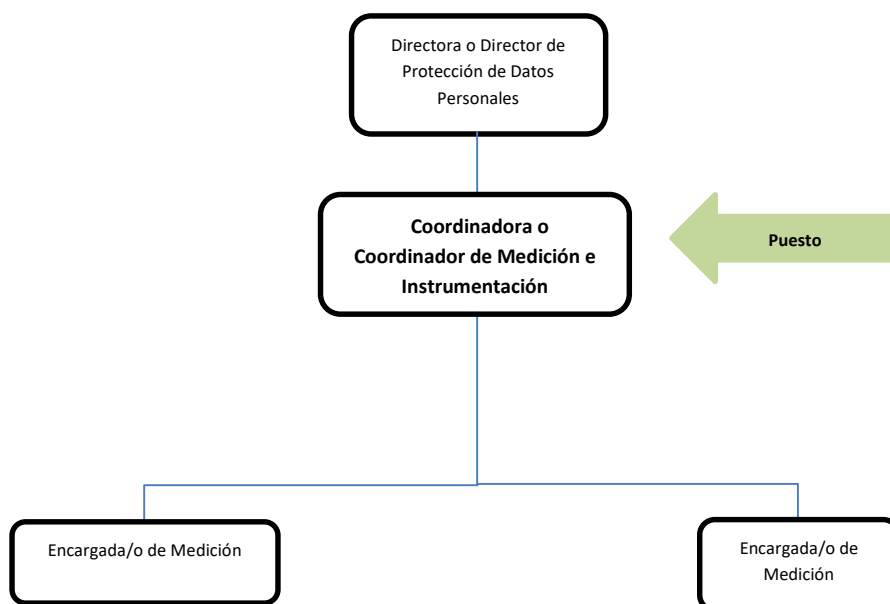 Directora o Director de
Protección de Datos
Personales
Coordinadora o
Coordinador de Medición e
Instrumentación
Puesto
Encargada/o de Medición
Encargada/o de
Medición